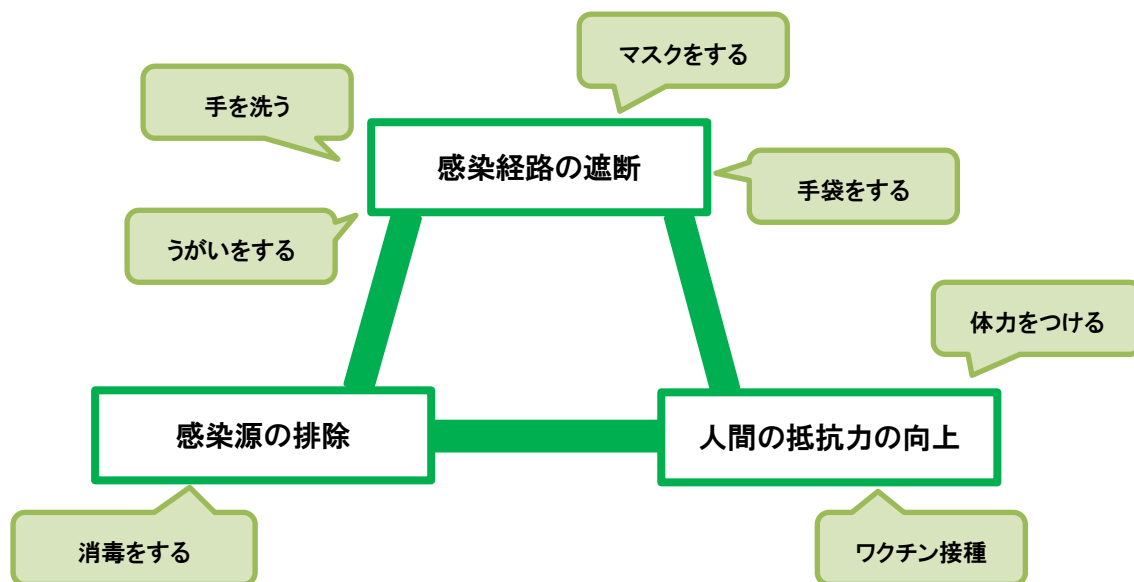 マスクをする
手を洗う
感染経路の遮断
手袋をする
うがいをする
体力をつける
感染源の排除
人間の抵抗力の向上
消毒をする
ワクチン接種